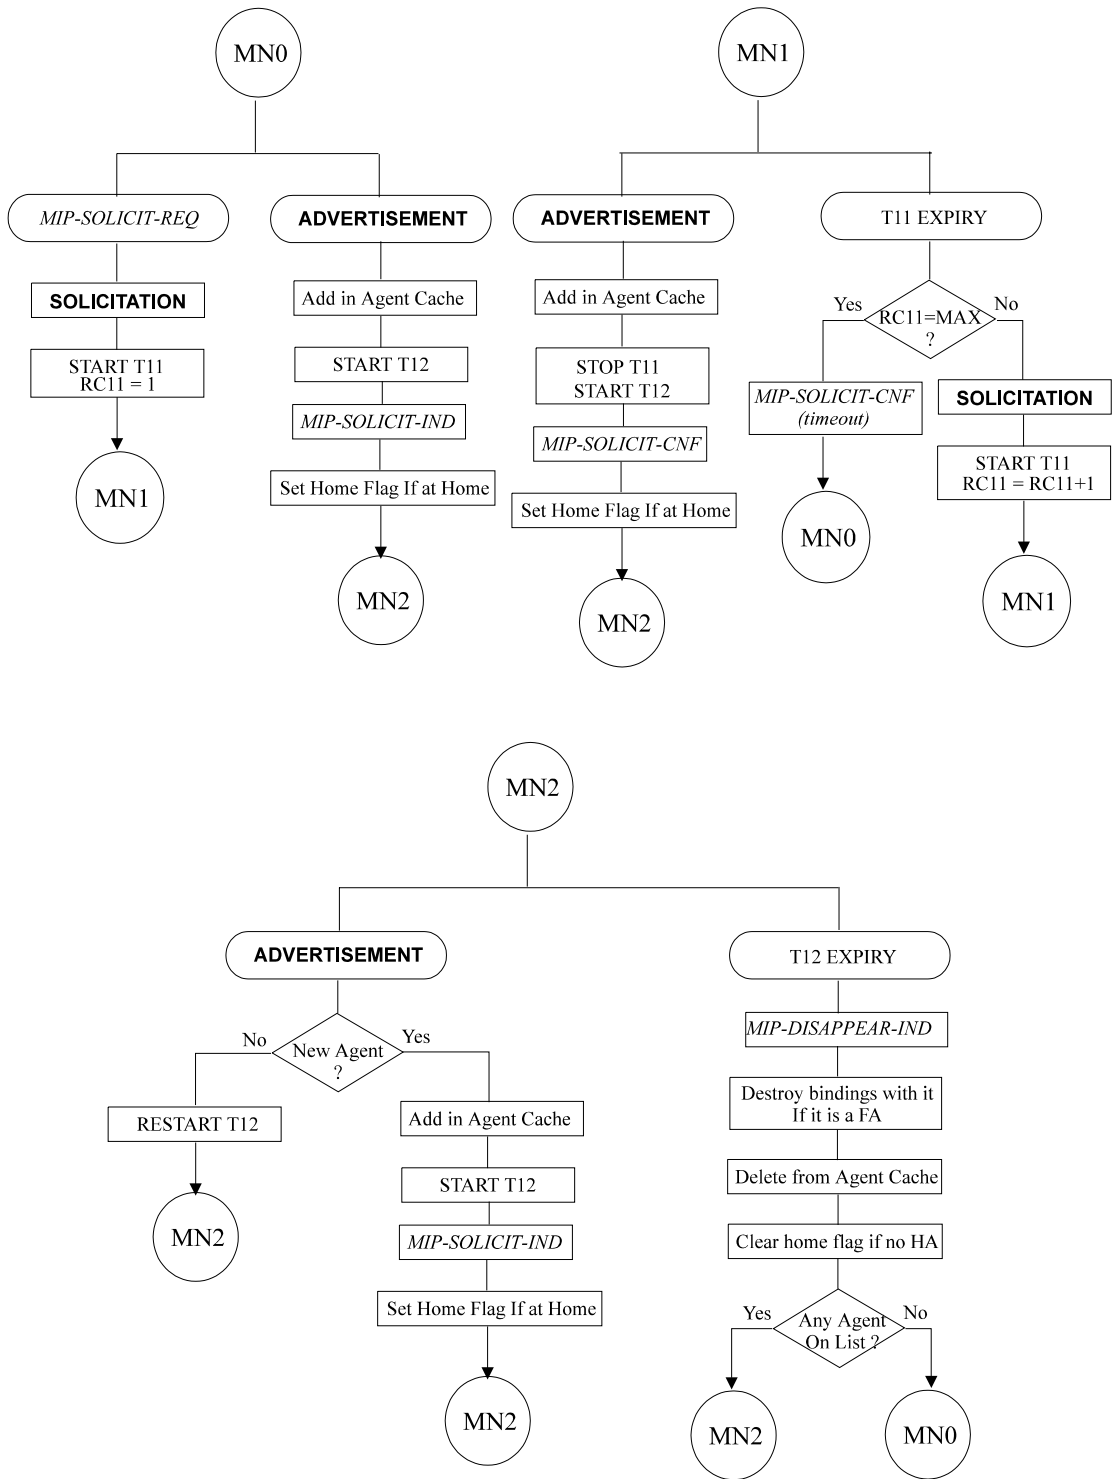 MN0
MIP-SOLICIT-REQ
SOLICITATION
START T11
RC11 = 1
MN1
ADVERTISEMENT
Add in Agent Cache
START T12
MIP-SOLICIT-IND
Set Home Flag If at Home
MN2
MN1
ADVERTISEMENT
Add in Agent Cache
STOP T11
START T12
MIP-SOLICIT-CNF
Set Home Flag If at Home
MN2
T11 EXPIRY
RC11=MAX
?
Yes
No
MIP-SOLICIT-CNF
(timeout)
MN0
SOLICITATION
START T11
RC11 = RC11+1
MN1
MN2
ADVERTISEMENT
New Agent
?
No
Yes
RESTART T12
MN2
Add in Agent Cache
START T12
MIP-SOLICIT-IND
Set Home Flag If at Home
MN2
T12 EXPIRY
MIP-DISAPPEAR-IND
Destroy bindings with it
If it is a FA
Delete from Agent Cache
Clear home flag if no HA
Any Agent
On List ?
Yes
No
MN2
MN0